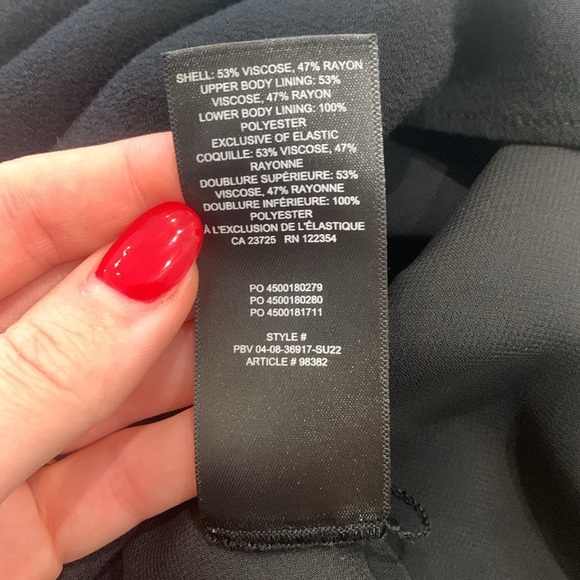 SHELL: 53% VISCOSE, 47% RAYON
UPPER BODY LINING: 53%
VISCOSE, 47% RAYON
LOWER BODY LINING: 100%
POLYESTER
EXCLUSIVE OF ELASTIC
COQUILLE: 53% VISCOSE, 47%
RAYONNE
DOUBLURE SUPÉRIEURE: 53%
VISCOSE, 47% RAYONNE
DOUBLURE INFÉRIEURE: 100%
POLYESTER
À L'EXCLUSION DE L'ÉLASTIQUE
CA 23725 RN 122354
PO 4500180279
PO 4500180280
PO 4500181711
STYLE #
PBV 04-08-36917-SU22
ARTICLE # 98382